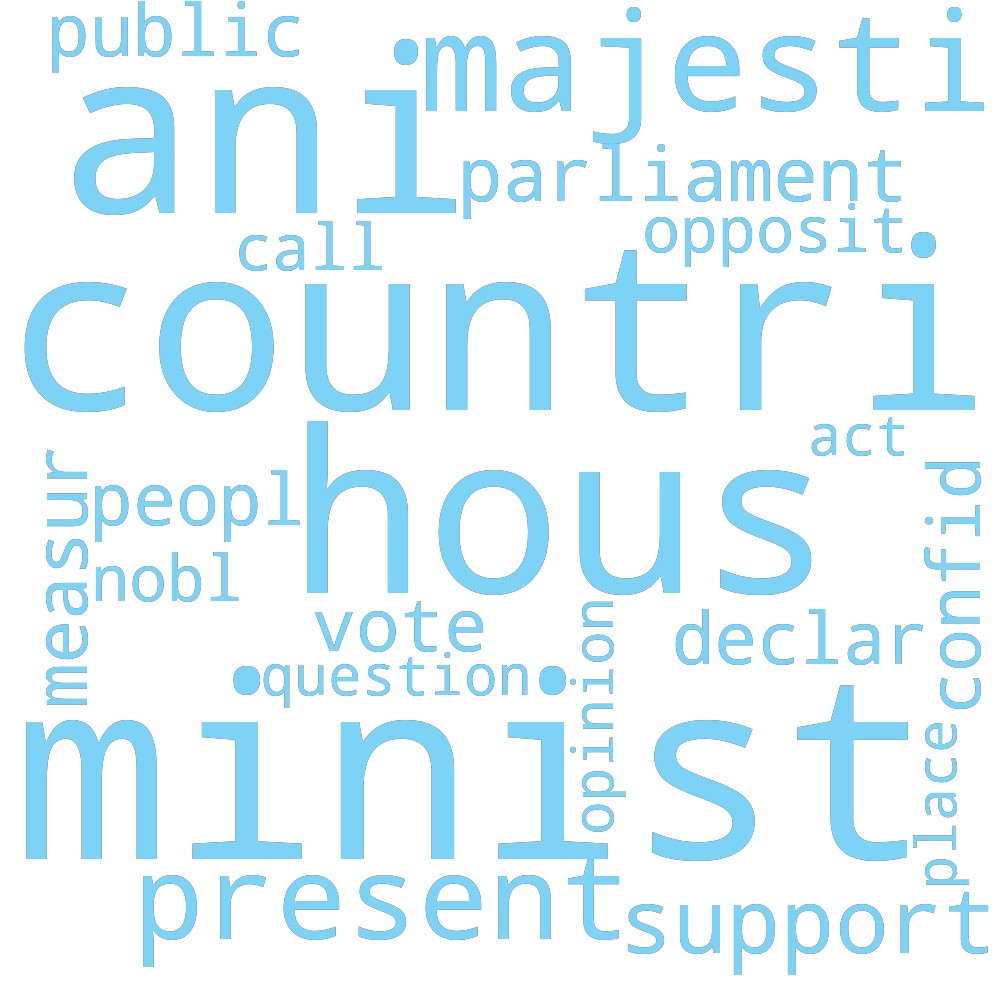 public
majesti
ani
parliament
opposit
call
countri
act
hous
measur
peopl
confid
nobl
vote
opinion
declar
question
minist
place
present
support